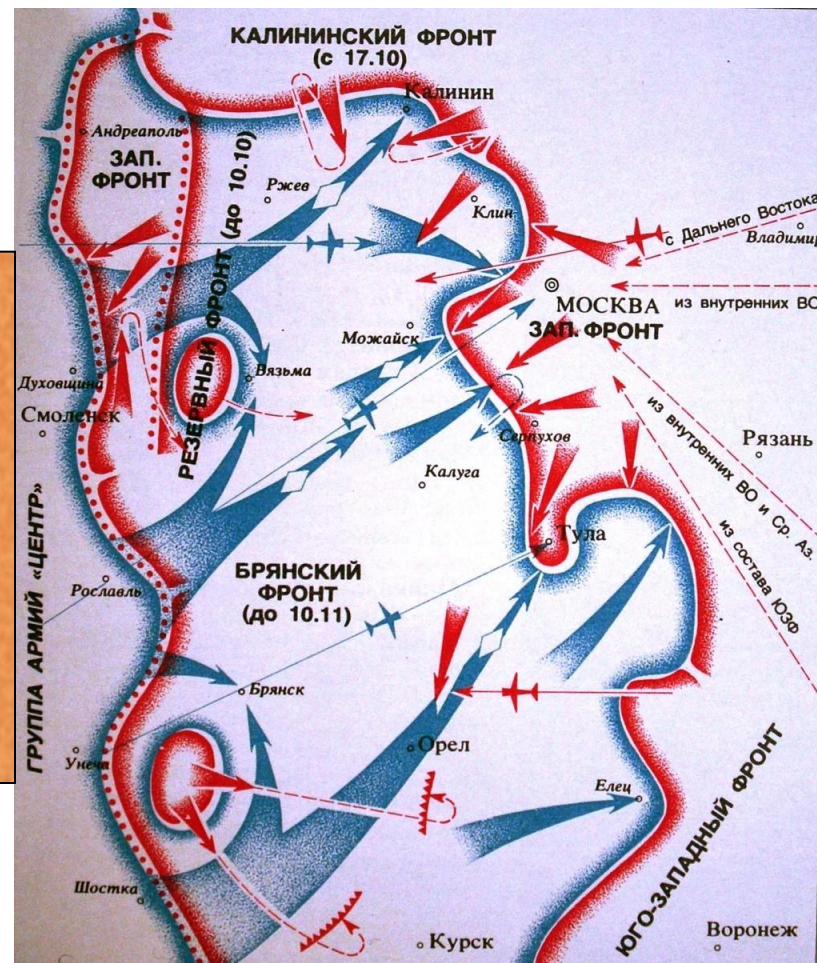 КАЛИНИНСКИЙ ФРОНТ
(с 17.10)
Калинин
Андреаполь
ЗАП.
ФРОНТ
РЕЗЕРВНЫЙ ФРОНТ (до 10.10)
Ржев
Клин
с Дальнего Востока
Владимир
МОСКВА
из внутренних ВО
ЗАП. ФРОНТ
Можайск
Духовщина
Вязьма
Смоленск
Серпухов
из внутренних ВО и Ср. Аз.
Рязань
Калуга
из состава ЮЗФ
ГРУППА АРМИЙ «ЦЕНТР»
Тула
БРЯНСКИЙ
ФРОНТ
(до 10.11)
Рославль
Брянск
Унеча
Орел
Елец
ЮГО-ЗАПАДНЫЙ ФРОНТ
Шостка
Курск
Воронеж